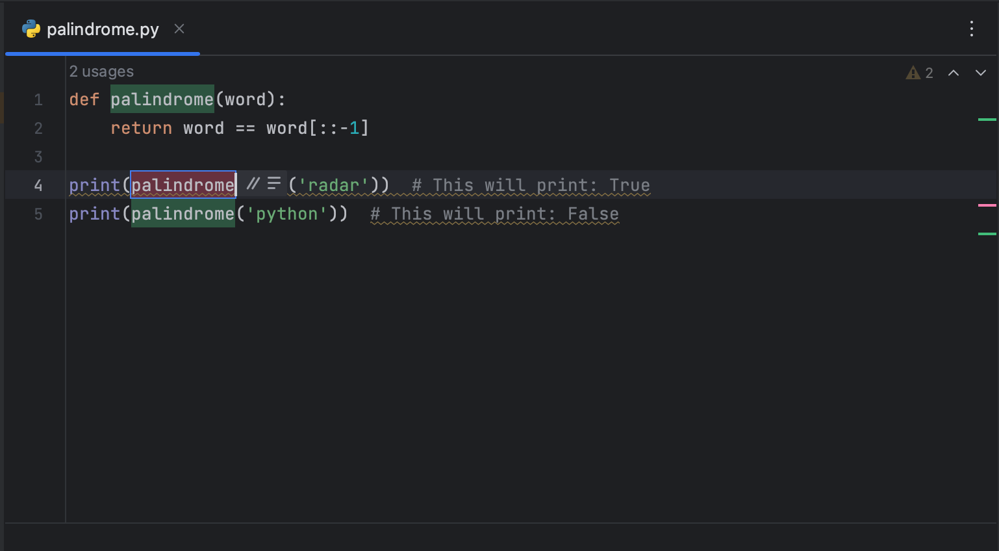 palindrome.py
2 usages
2
1 def palindrome(word):
2     return word == word[::-1]
3
4 print(palindrome('radar'))  # This will print: True
5 print(palindrome('python'))  # This will print: False